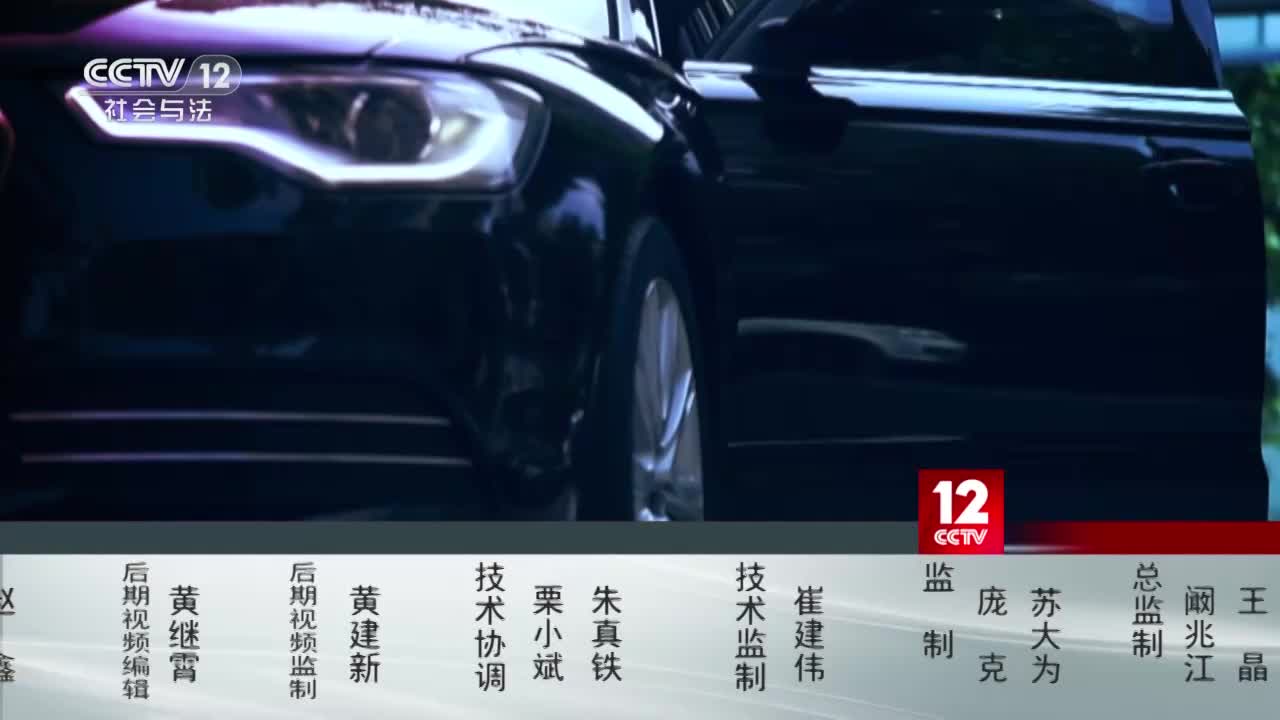 CCTV 12
社会与法
12
CCTV
赵鑫
后期视频编辑
黄继霄
后期视频监制
黄建新
技术协调
栗小斌
朱真铁
技术监制
崔建伟
监制
庞克
苏大为
总监制
阚兆江
王晶